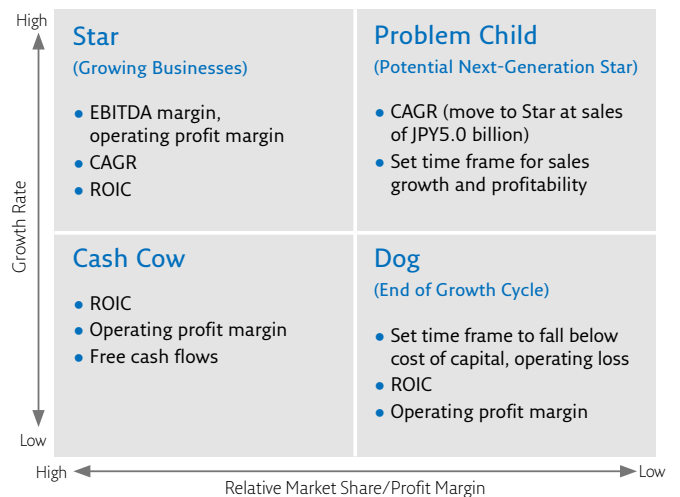 High
Growth Rate
Low
Star
(Growing Businesses)
• EBITDA margin,
operating profit margin
• CAGR
• ROIC
Problem Child
(Potential Next-Generation Star)
• CAGR (move to Star at sales
of JPY5.0 billion)
• Set time frame for sales
growth and profitability
Cash Cow
• ROIC
• Operating profit margin
• Free cash flows
Dog
(End of Growth Cycle)
• Set time frame to fall below
cost of capital, operating loss
• ROIC
• Operating profit margin
High
Relative Market Share/Profit Margin
Low